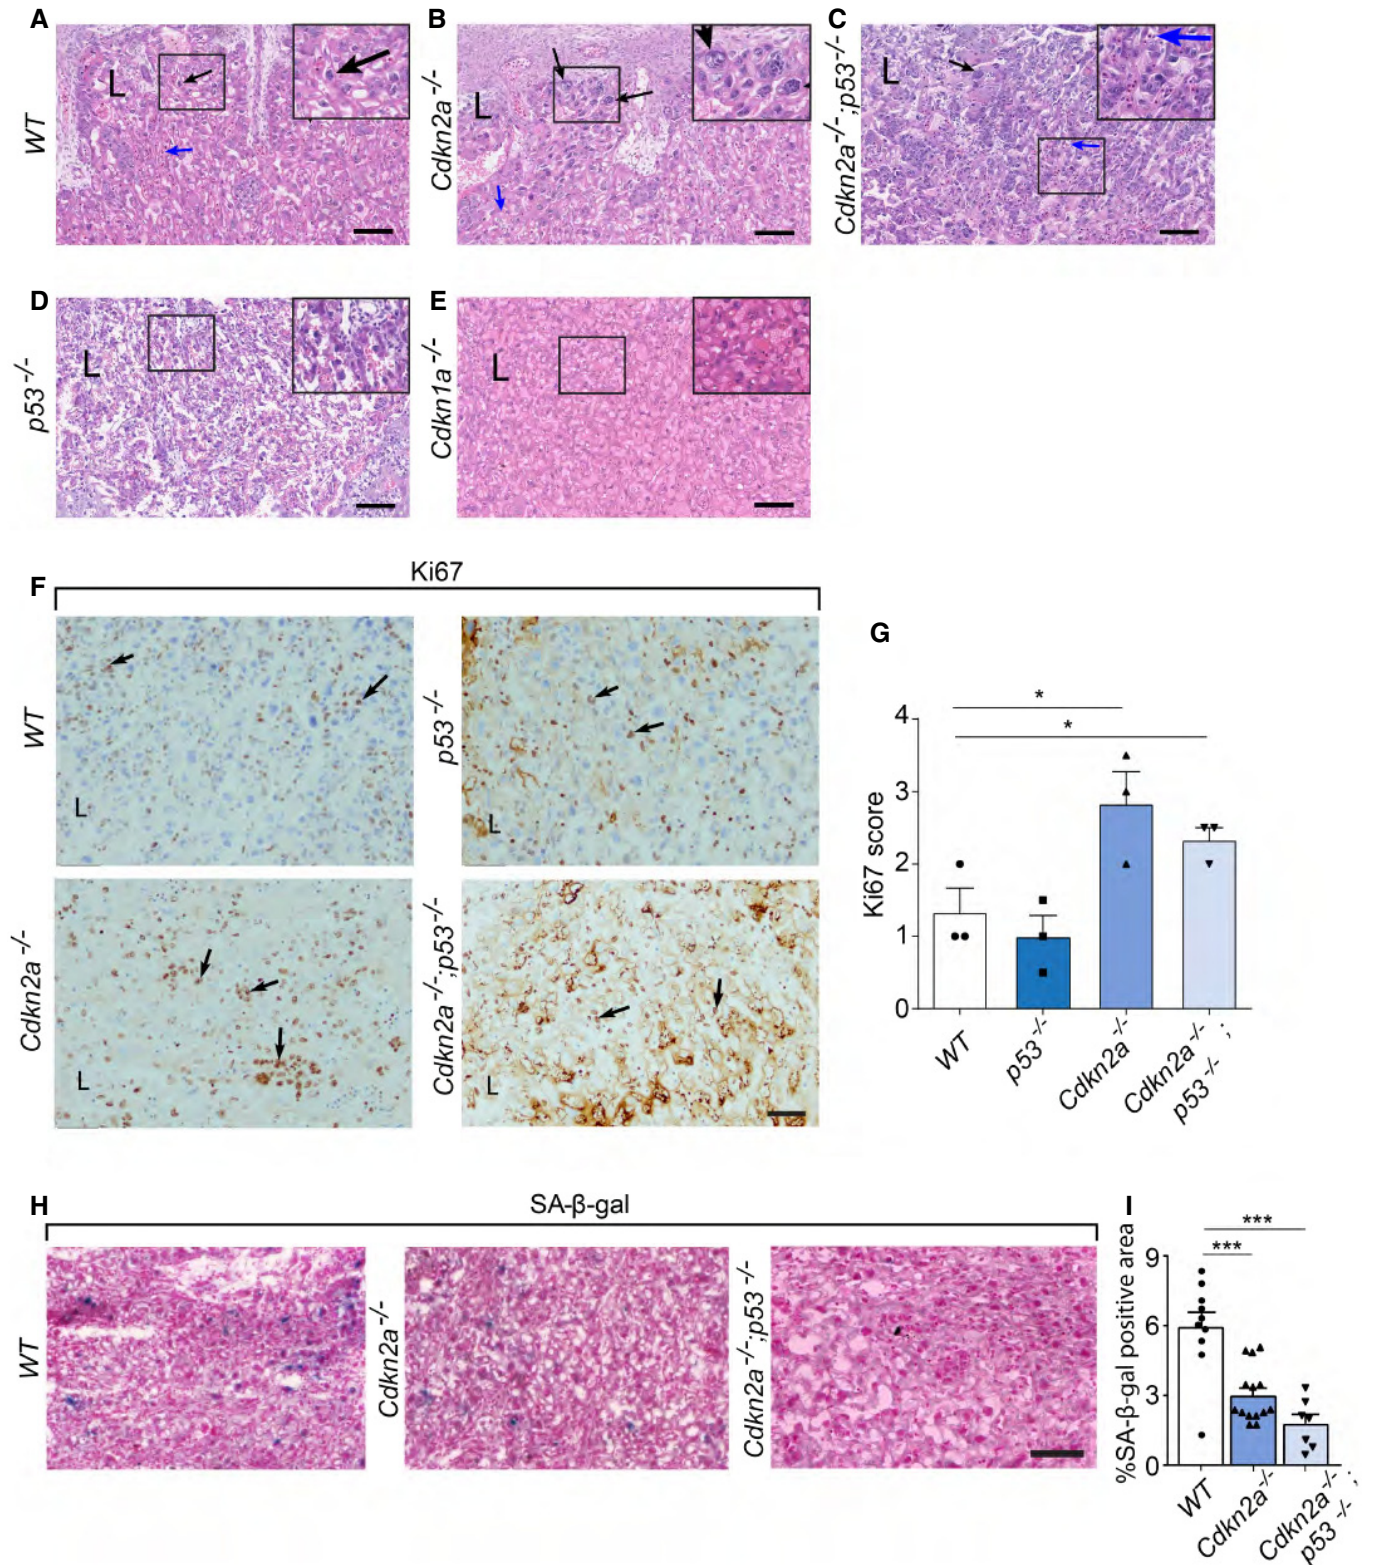 A
B
C
WT
L
Cdkn2a-/-
L
Cdkn2a-/-;p53-/-
L
D
E
p53-/-
L
Cdkn1a-/-
L
F
Ki67
WT
L
p53-/-
L
Cdkn2a-/-
L
Cdkn2a-/-;p53-/-
L
G
Ki67 score
4
3
2
1
0
*
*
WT
p53-/-
Cdkn2a-/-
Cdkn2a-/- ;
p53-/-
H
SA-β-gal
WT
Cdkn2a-/-
Cdkn2a-/-;p53-/-
I
%SA-β-gal positive area
9
6
3
0
***
***
WT
Cdkn2a-/-
Cdkn2a-/- ;
p53-/-